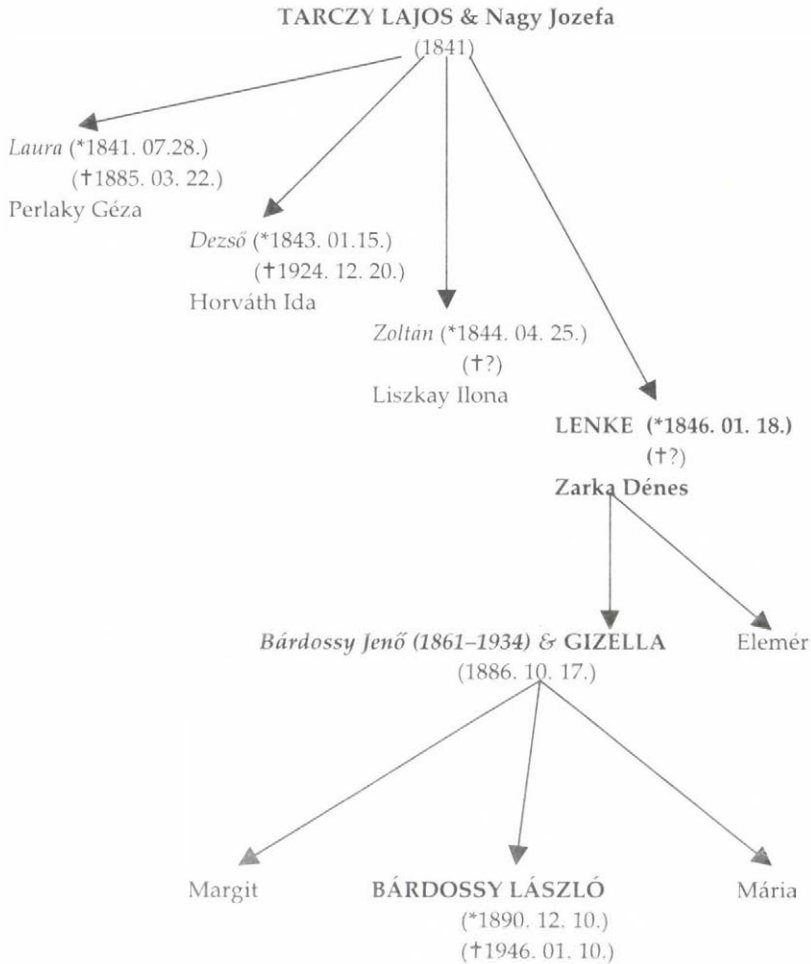 TARCZY LAJOS & Nagy Jozefa
(1841)
Laura (*1841. 07.28.)
(†1885. 03. 22.)
Perlaky Géza
Dezső (*1843. 01.15.)
(†1924. 12. 20.)
Horváth Ida
Zoltán (*1844. 04. 25.)
(†?)
Liszkay Ilona
LENKE (*1846. 01. 18.)
(†?)
Zarka Dénes
Bárdossy Jenő (1861–1934) & GIZELLA
(1886. 10. 17.)
Elemér
Margit
BÁRDOSSY LÁSZLÓ
(*1890. 12. 10.)
(†1946. 01. 10.)
Mária